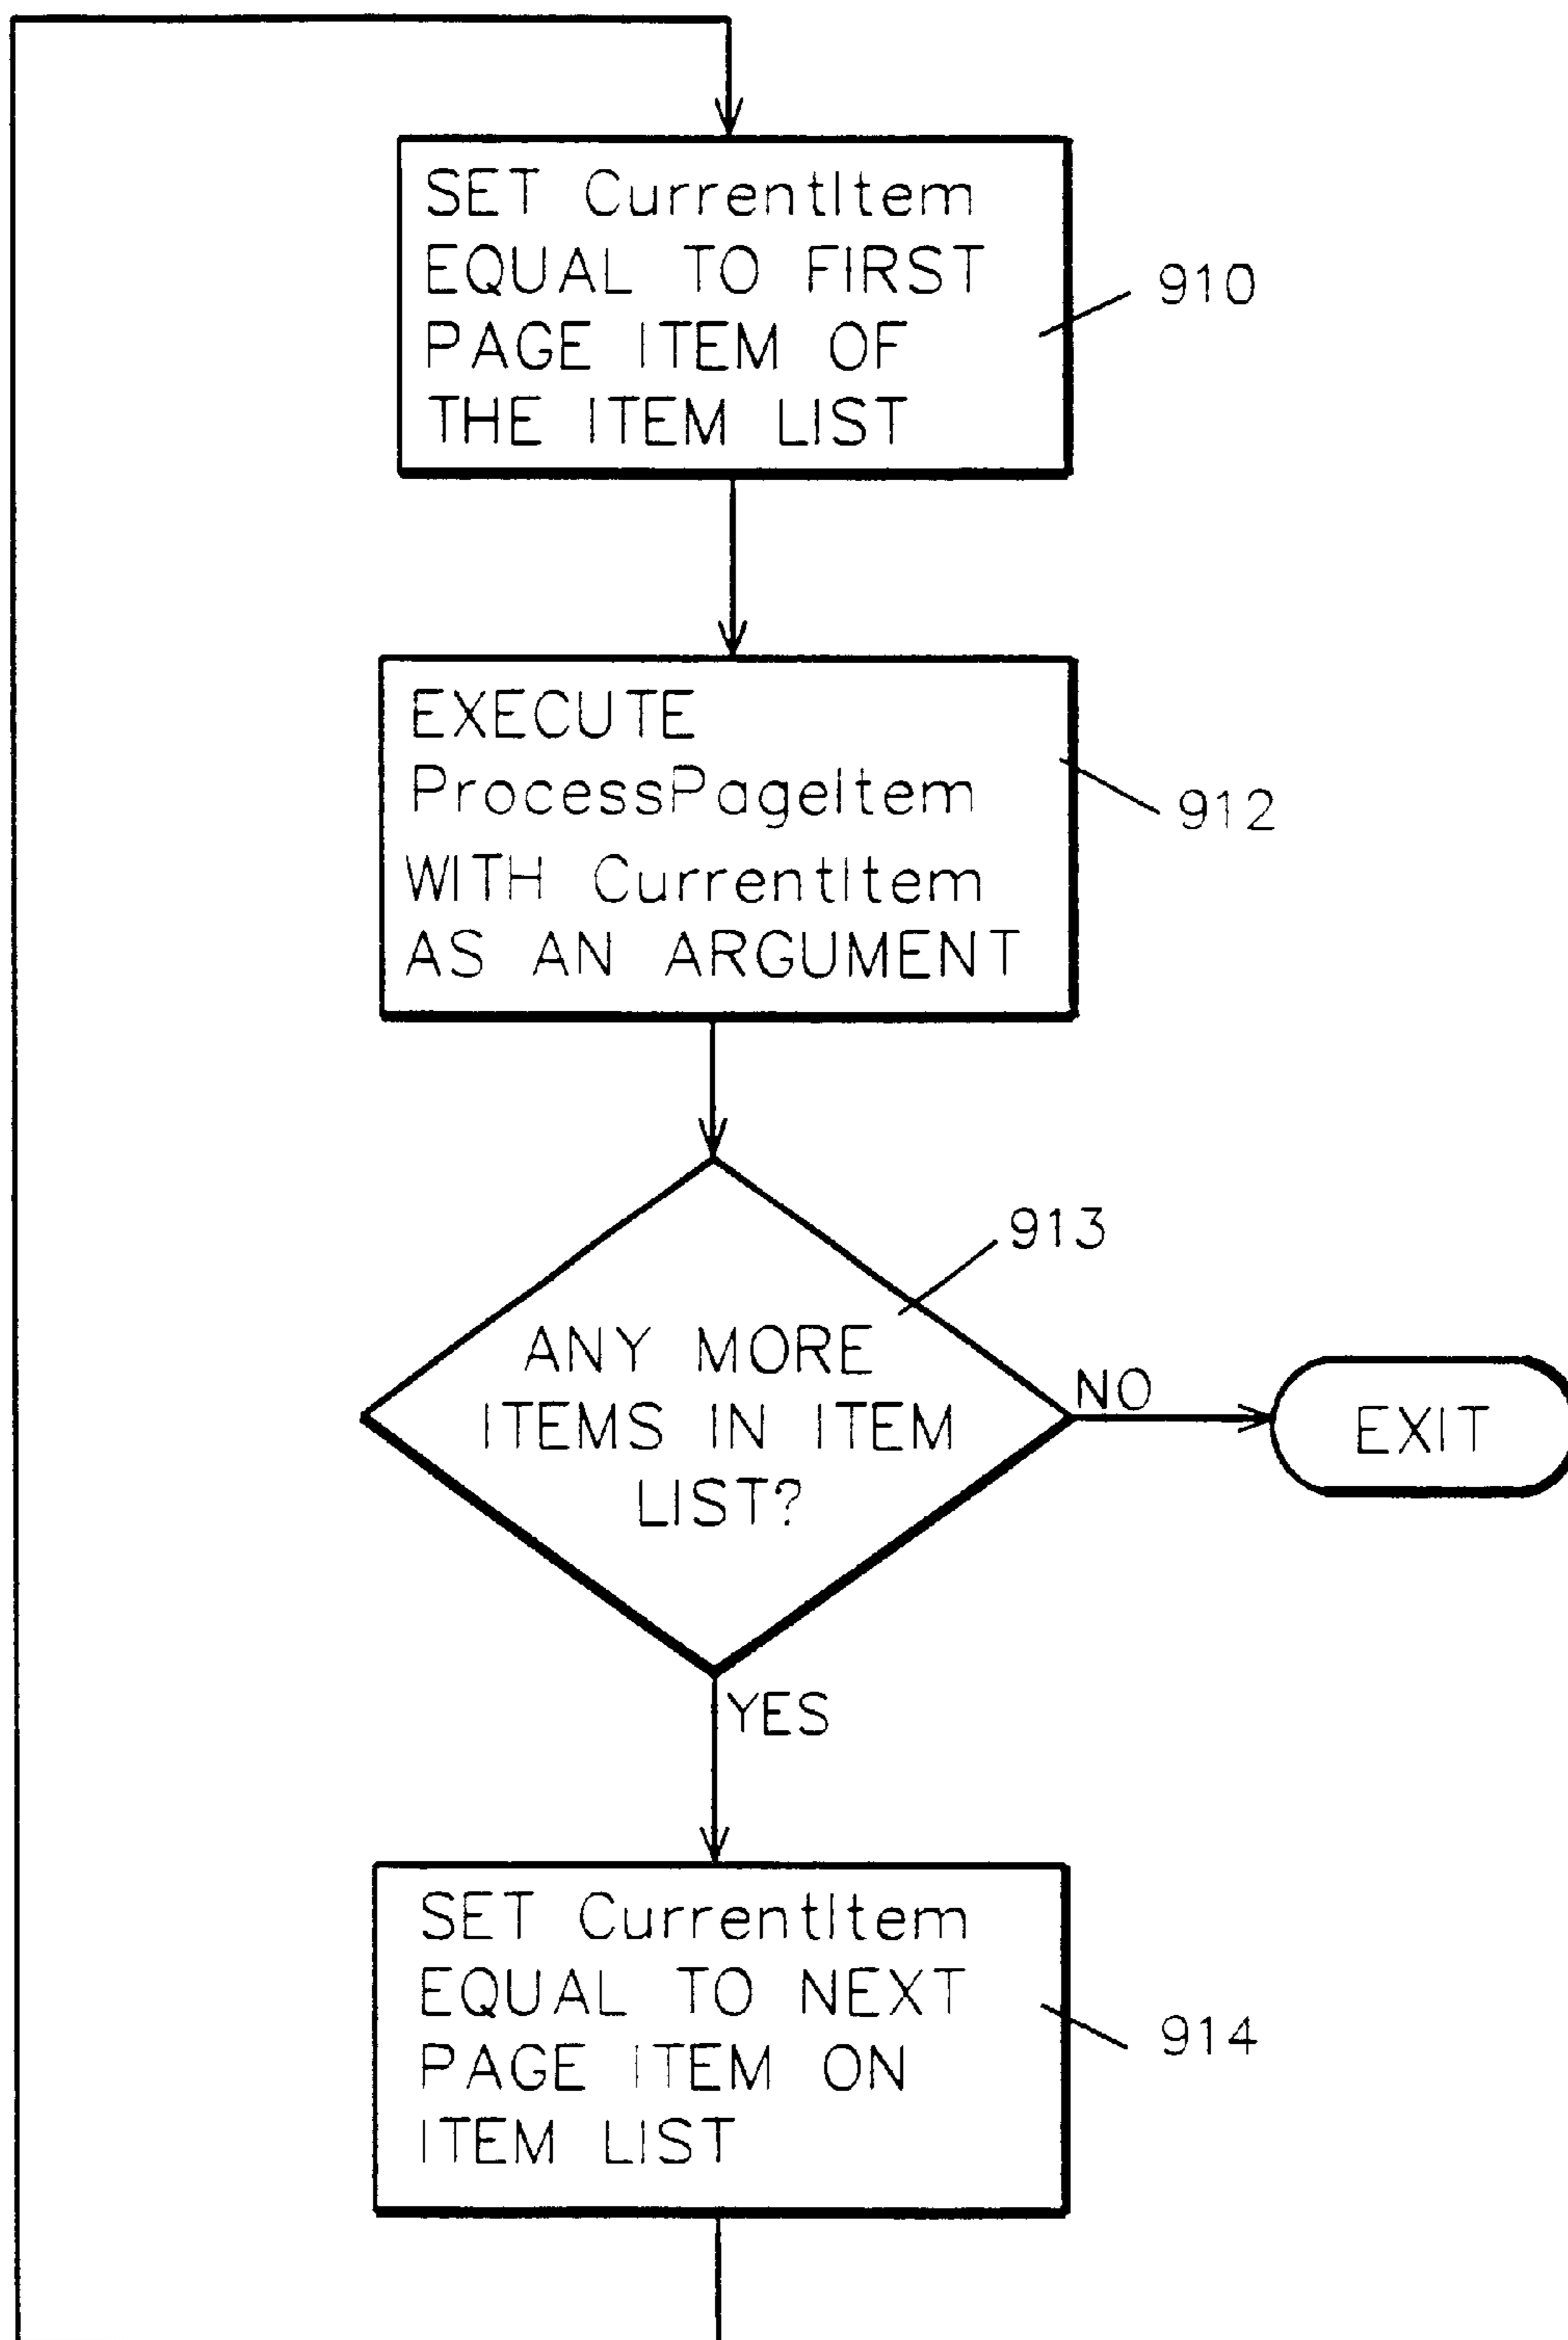 SET CurrentItem
EQUAL TO FIRST
PAGE ITEM OF
THE ITEM LIST
910
EXECUTE
ProcessPageItem
WITH CurrentItem
AS AN ARGUMENT
912
913
ANY MORE
ITEMS IN ITEM
LIST?
NO
EXIT
YES
SET CurrentItem
EQUAL TO NEXT
PAGE ITEM ON
ITEM LIST
914